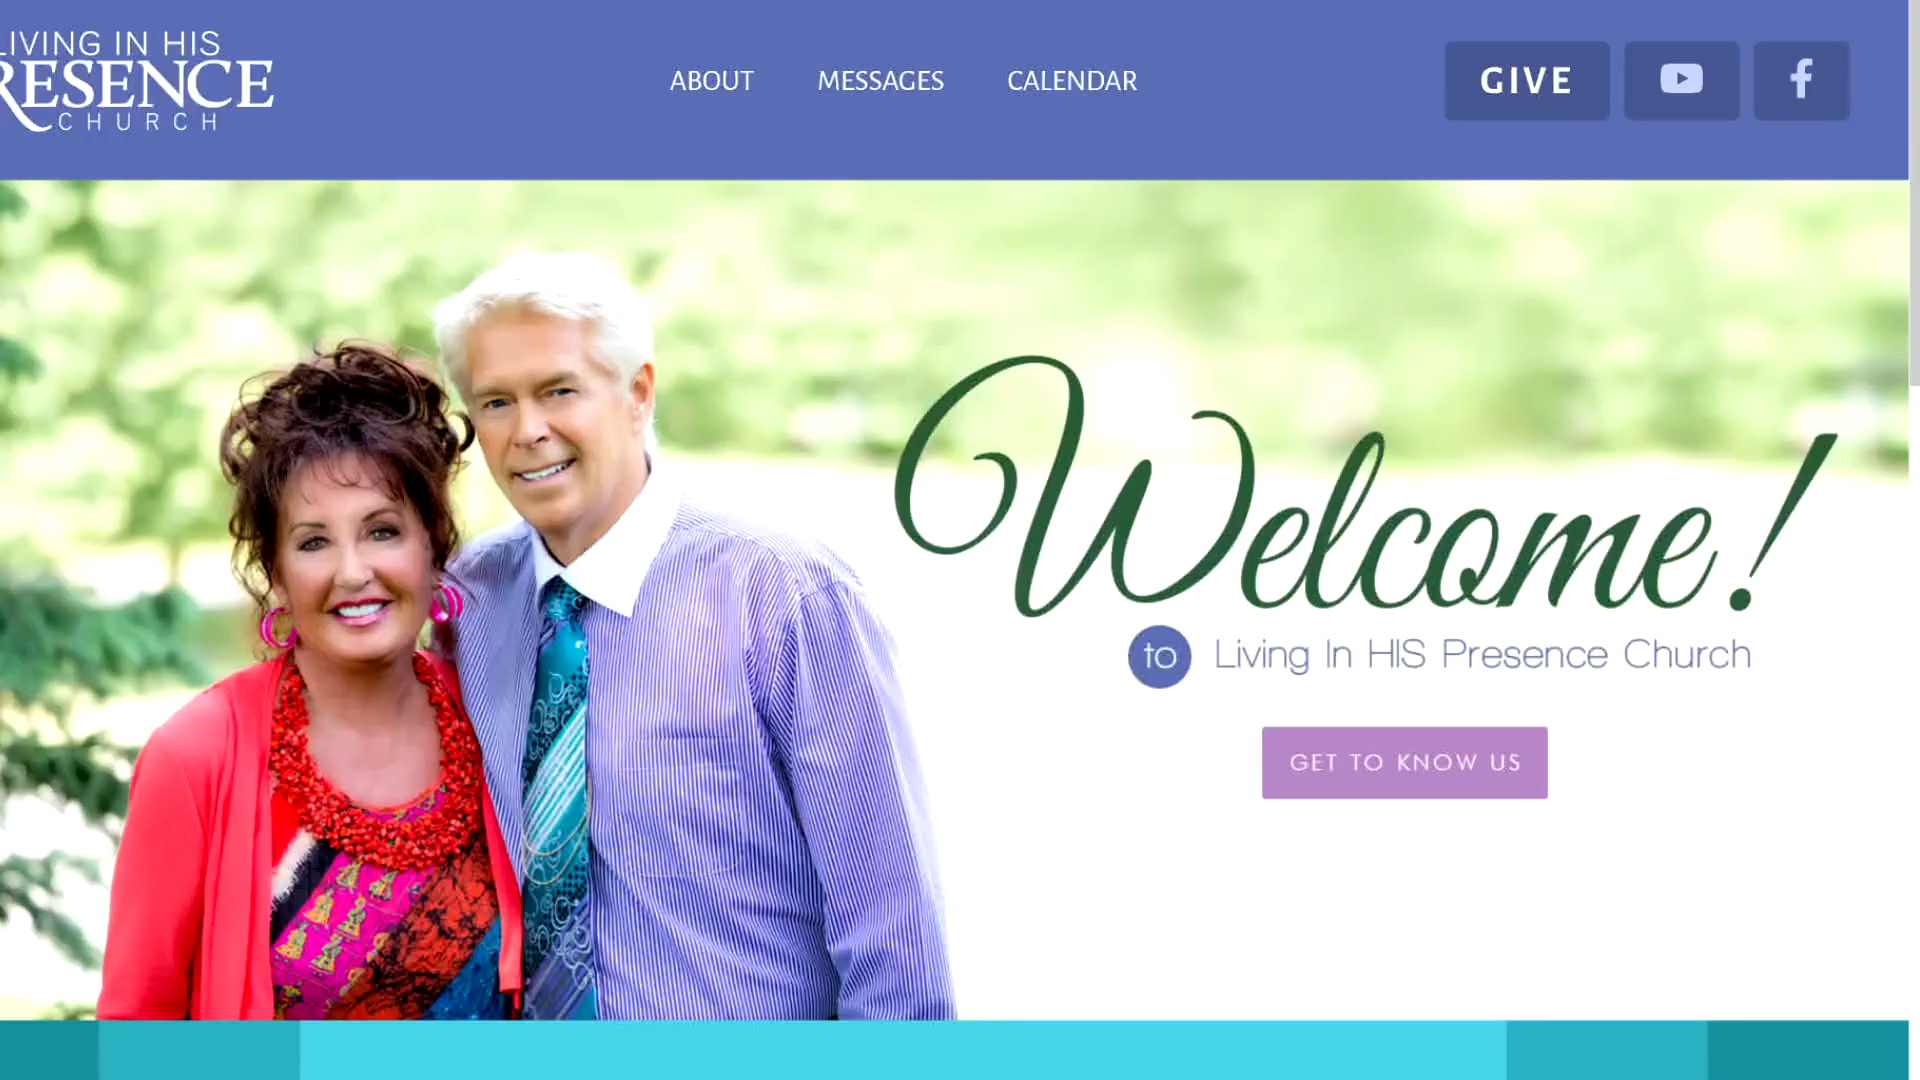 LIVING IN HIS
PRESENCE
CHURCH
ABOUT MESSAGES CALENDAR
GIVE
Welcome!
to Living In HIS Presence Church
GET TO KNOW US